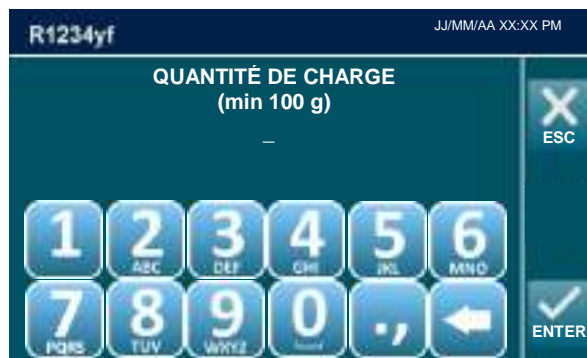 R1234yf
JJ/MM/AA XX:XX PM
QUANTITÉ DE CHARGE
(min 100 g)
_
ESC
1 2 3 4 5 6
ABC DEF GHI JKL MNO
7 8 9 0 .,
PQRS TUV WXYZ
ENTER